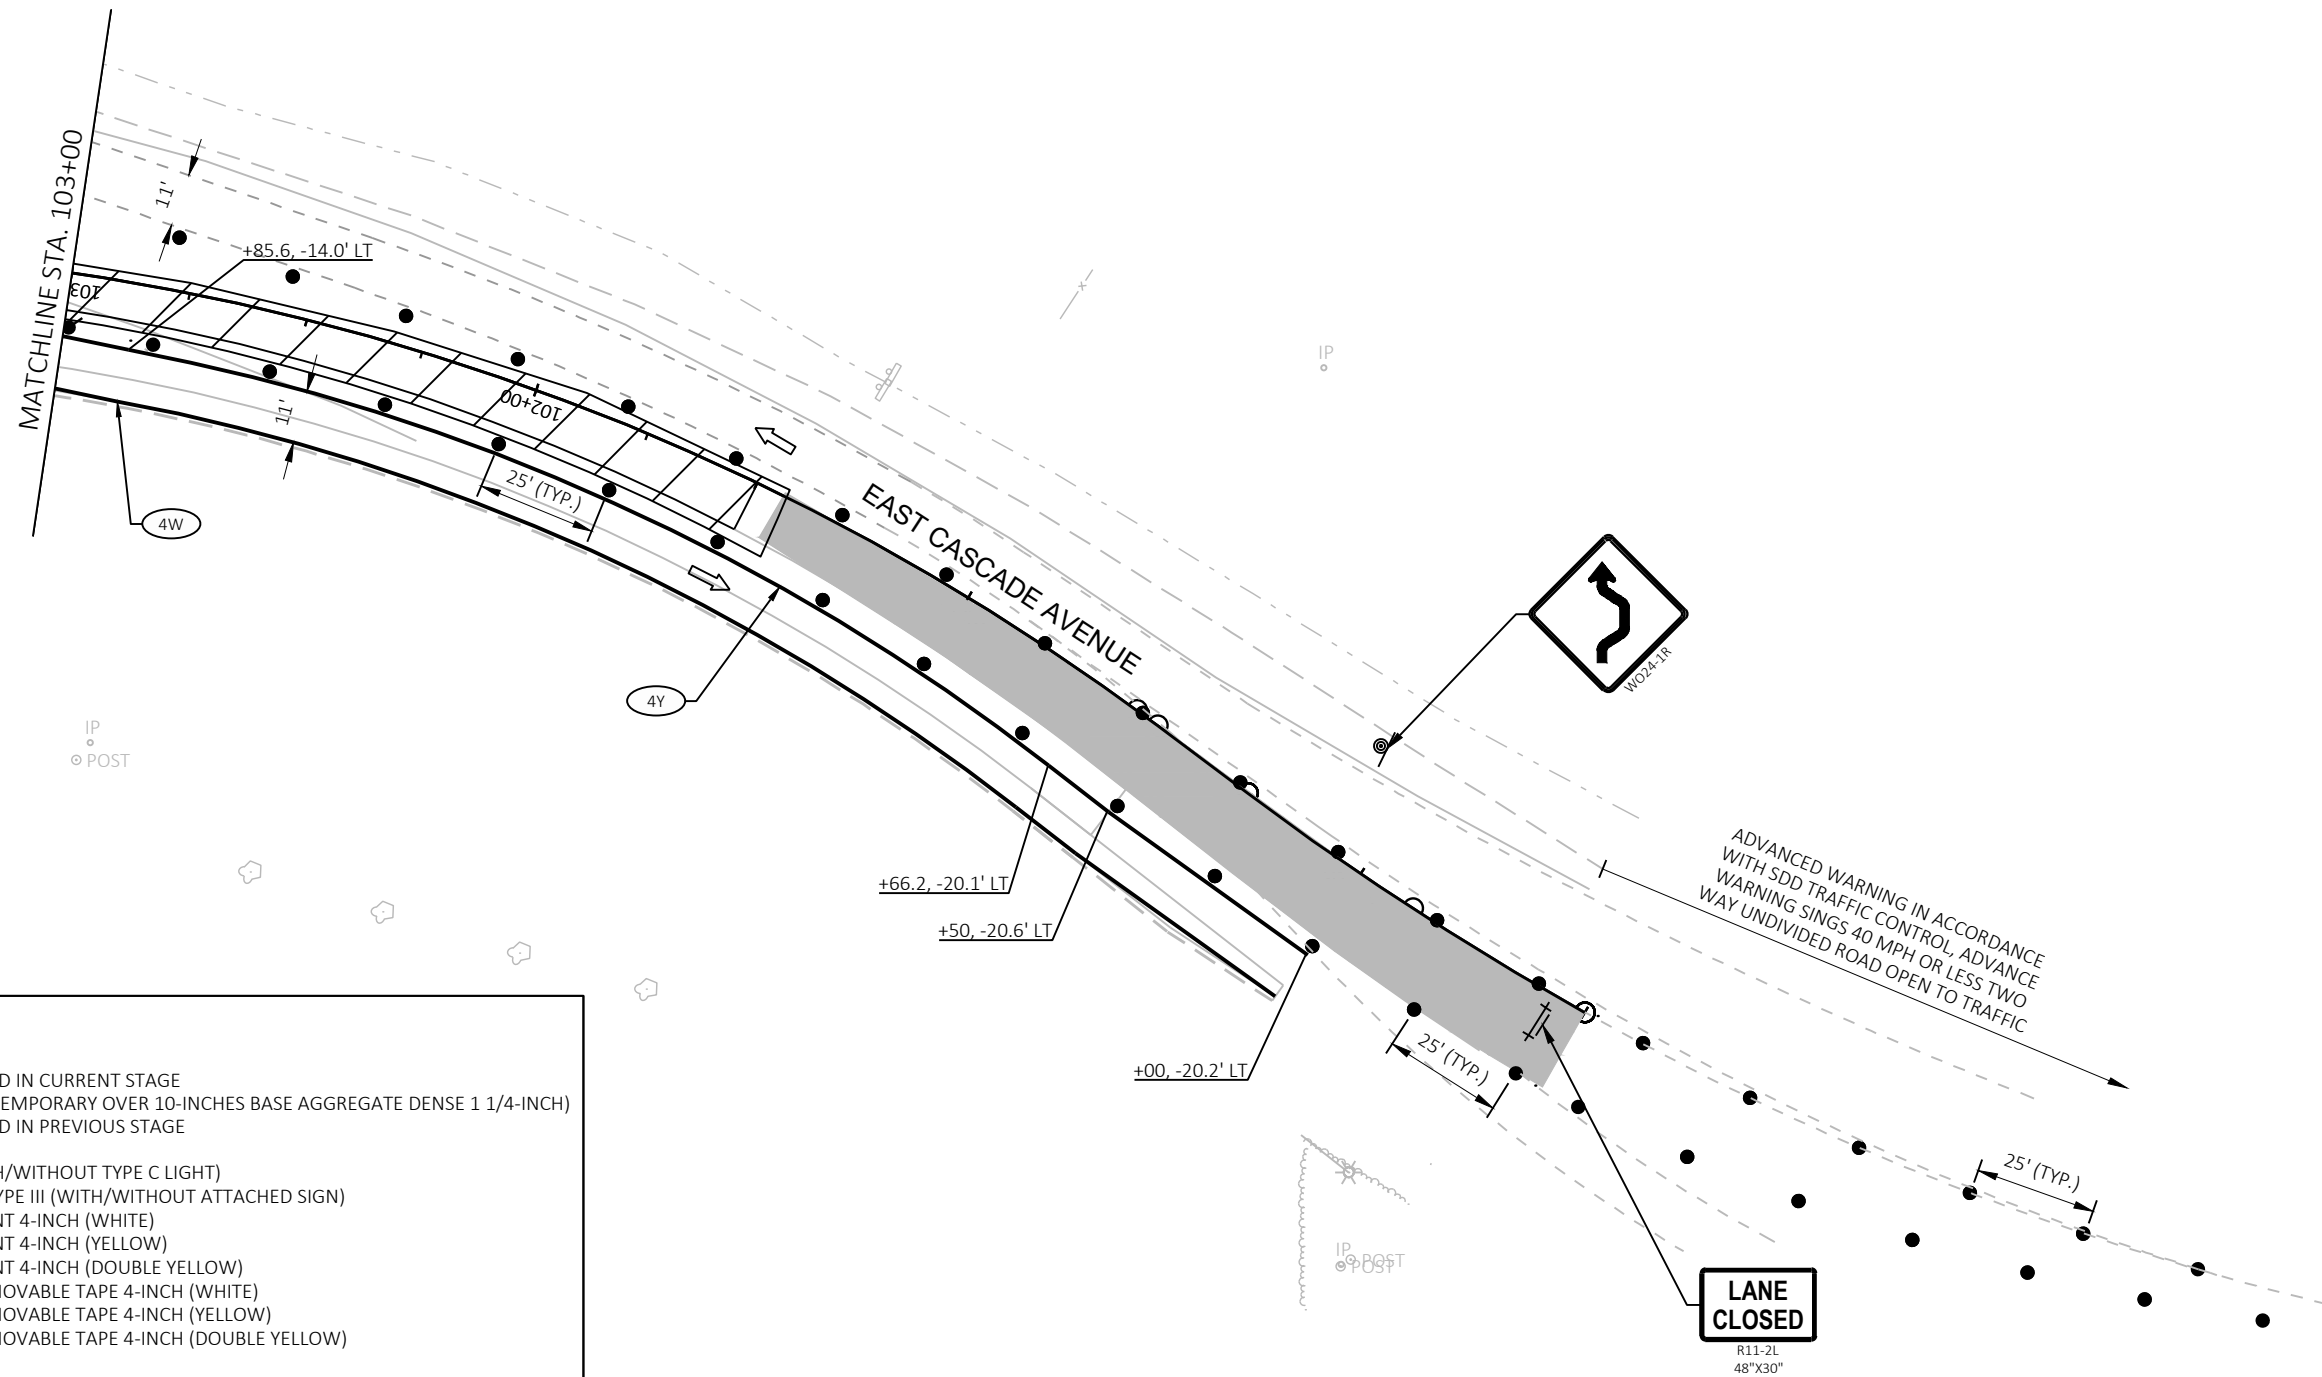 MATCHLINE STA. 103+00
11'
+85.6, -14.0' LT
103
11'
102+00
25' (TYP.)
4W
EAST CASCADE AVENUE
4Y
WO24-1R
IP
IP
POST
+66.2, -20.1' LT
+50, -20.6' LT
+00, -20.2' LT
ADVANCED WARNING IN ACCORDANCE
WITH SDD TRAFFIC CONTROL, ADVANCE
WARNING SINGS 40 MPH OR LESS TWO
WAY UNDIVIDED ROAD OPEN TO TRAFFIC
25' (TYP.)
25' (TYP.)
IP
POST
POST
LANE
CLOSED
R11-2L
48"X30"
D IN CURRENT STAGE
EMPORARY OVER 10-INCHES BASE AGGREGATE DENSE 1 1/4-INCH)
D IN PREVIOUS STAGE
H/WITHOUT TYPE C LIGHT)
YPE III (WITH/WITHOUT ATTACHED SIGN)
NT 4-INCH (WHITE)
NT 4-INCH (YELLOW)
NT 4-INCH (DOUBLE YELLOW)
MOVABLE TAPE 4-INCH (WHITE)
MOVABLE TAPE 4-INCH (YELLOW)
MOVABLE TAPE 4-INCH (DOUBLE YELLOW)